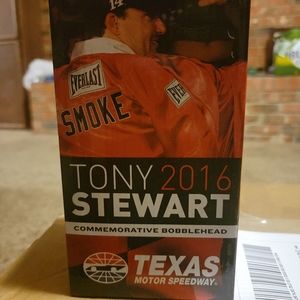 14
EVERLAST
EVERLAST
SMOKE
TONY 2016
STEWART
COMMEMORATIVE BOBBLEHEAD
TEXAS
MOTOR SPEEDWAY